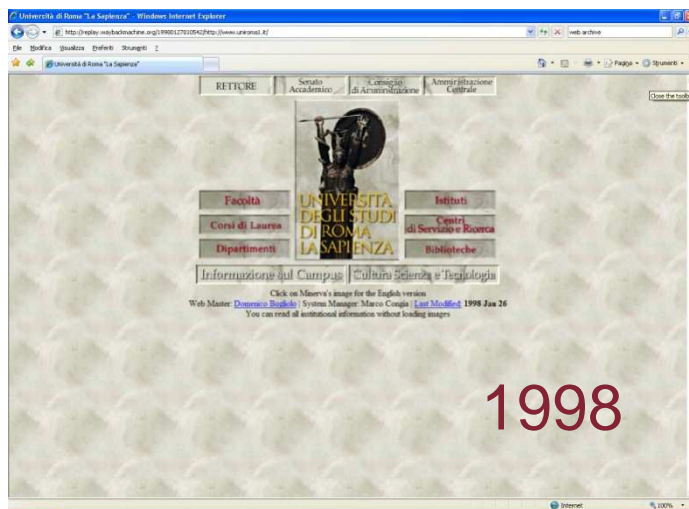 Università di Roma "La Sapienza" - Windows Internet Explorer
http://replay.waybackmachine.org/19980127010542/http://www.uniroma1.it/
web archive
File Modifica Visualizza Preferiti Strumenti ?
Università di Roma "La Sapienza"
Pagina Strumenti
Close the toolb
RETTORE
Senato
Accademico
Consiglio
di Amministrazione
Amministrazione
Centrale
UNIVERSITÀ
DEGLI STUDI
DI ROMA
LA SAPIENZA
Facoltà
Corsi di Laurea
Dipartimenti
Istituti
Centri
di Servizio e Ricerca
Biblioteche
Informazione sul Campus
Cultura Scienza e Tecnologia
Click on Minerva's image for the English version
Web Master: Domenico Bogliolo | System Manager: Marco Congia | Last Modified: 1998 Jan 26
You can read all institutional information without loading images
1998
Internet
100%